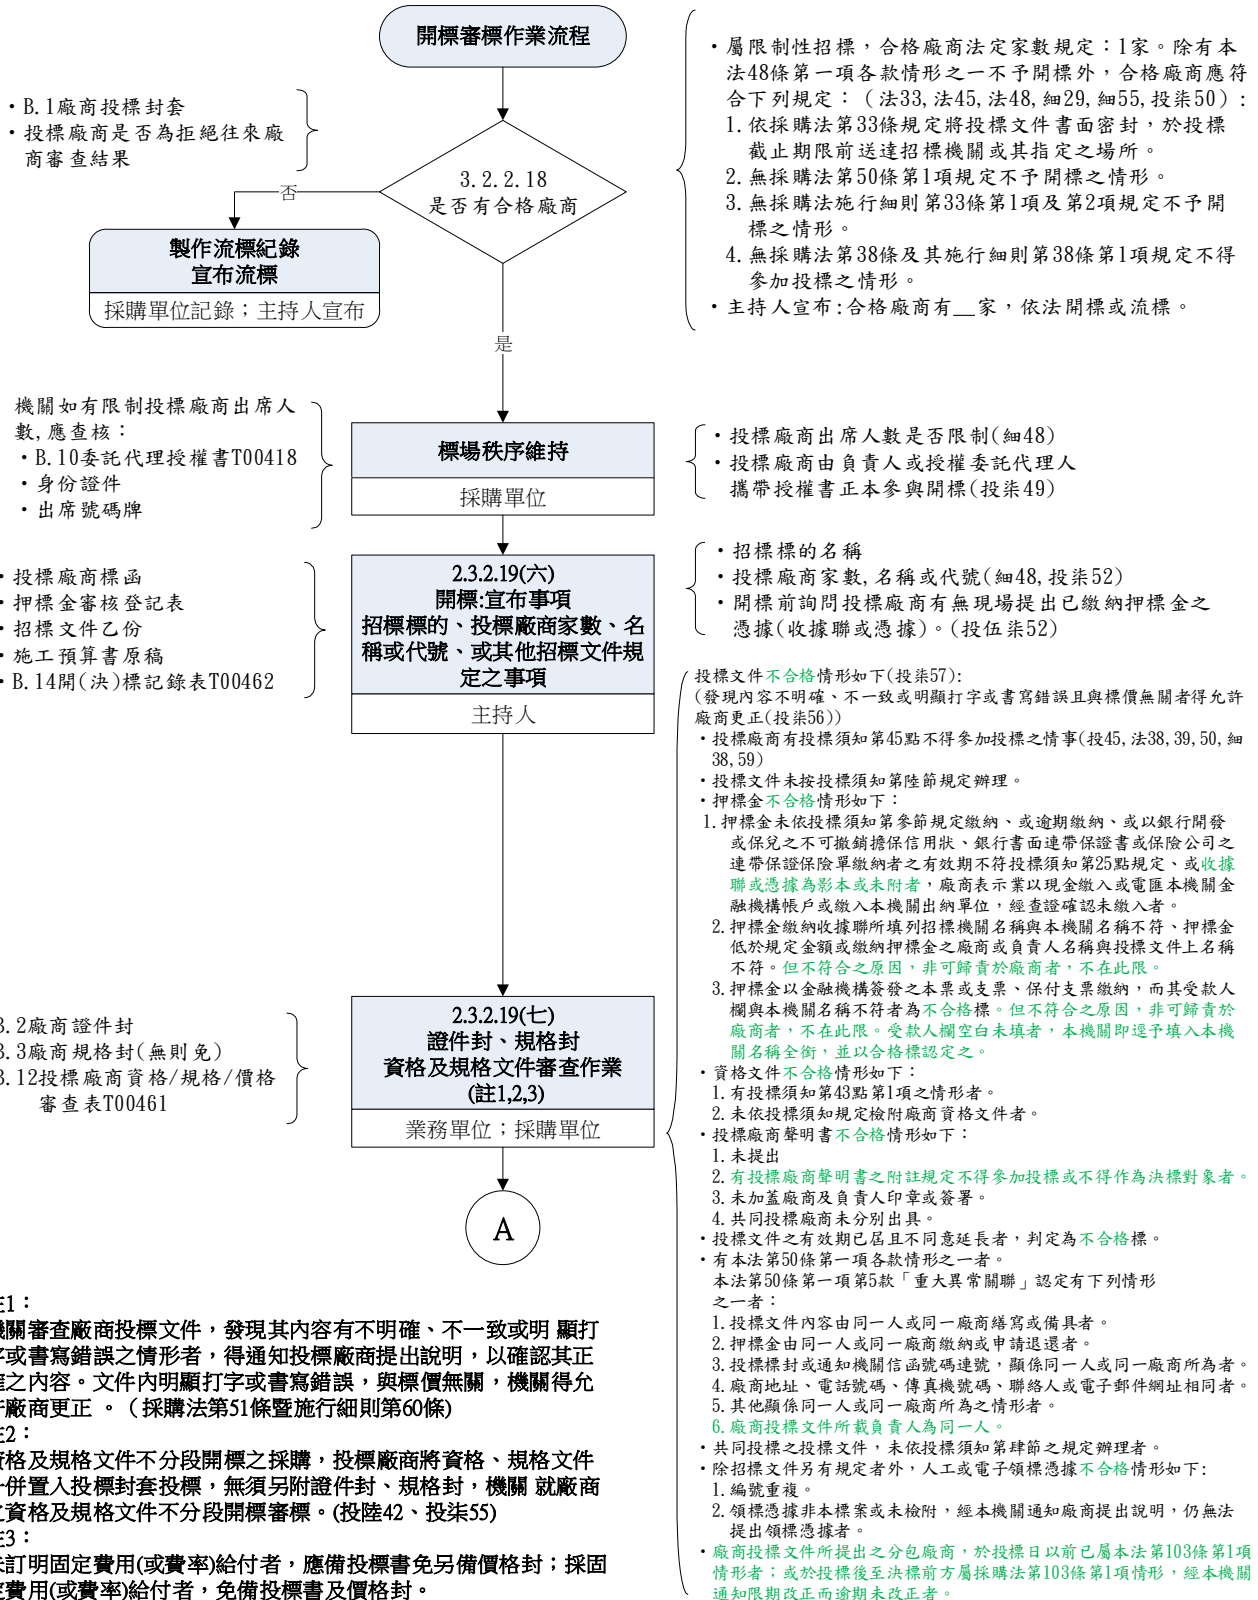 開標審標作業流程
・B.1廠商投標封套
・投標廠商是否為拒絕往來廠
商審查結果
3.2.2.18
是否有合格廠商
否
製作流標紀錄
宣布流標
採購單位記錄；主持人宣布
是
・屬限制性招標，合格廠商法定家數規定：1家。除有本
法48條第一項各款情形之一不予開標外，合格廠商應符
合下列規定：（法33,法45,法48,細29,細55,投柒50）:
1.依採購法第33條規定將投標文件書面密封，於投標
截止期限前送達招標機關或其指定之場所。
2.無採購法第50條第1項規定不予開標之情形。
3.無採購法施行細則第33條第1項及第2項規定不予開
標之情形。
4.無採購法第38條及其施行細則第38條第1項規定不得
參加投標之情形。
・主持人宣布:合格廠商有__家，依法開標或流標。
機關如有限制投標廠商出席人
數,應查核：
・B.10委託代理授權書T00418
・身份證件
・出席號碼牌
標場秩序維持
採購單位
・投標廠商出席人數是否限制(細48)
・投標廠商由負責人或授權委託代理人
攜帶授權書正本參與開標(投柒49)
・投標廠商標函
・押標金審核登記表
・招標文件乙份
・施工預算書原稿
・B.14開(決)標記錄表T00462
2.3.2.19(六)
開標:宣布事項
招標標的、投標廠商家數、名
稱或代號、或其他招標文件規
定之事項
主持人
・招標標的名稱
・投標廠商家數,名稱或代號(細48,投柒52)
・開標前詢問投標廠商有無現場提出已繳納押標金之
憑據(收據聯或憑據)。(投伍柒52)
3.2廠商證件封
3.3廠商規格封(無則免)
3.12投標廠商資格/規格/價格
審查表T00461
2.3.2.19(七)
證件封、規格封
資格及規格文件審查作業
(註1,2,3)
業務單位；採購單位
A
投標文件不合格情形如下(投柒57):
(發現內容不明確、不一致或明顯打字或書寫錯誤且與標價無關者得允許
廠商更正(投柒56))
・投標廠商有投標須知第45點不得參加投標之情事(投45,法38,39,50,細
38,59)
・投標文件未按投標須知第陸節規定辦理。
・押標金不合格情形如下：
1.押標金未依投標須知第參節規定繳納、或逾期繳納、或以銀行開發
或保兌之不可撤銷擔保信用狀、銀行書面連帶保證書或保險公司之
連帶保證保險單繳納者之有效期不符投標須知第25點規定、或收據
聯或憑據為影本或未附者，廠商表示業以現金繳入或電匯本機關金
融機構帳戶或繳入本機關出納單位，經查證確認未繳入者。
2.押標金繳納收據聯所填列招標機關名稱與本機關名稱不符、押標金
低於規定金額或繳納押標金之廠商或負責人名稱與投標文件上名稱
不符。但不符合之原因，非可歸責於廠商者，不在此限。
3.押標金以金融機構簽發之本票或支票、保付支票繳納，而其受款人
欄與本機關名稱不符者為不合格標。但不符合之原因，非可歸責於
廠商者，不在此限。受款人欄空白未填者，本機關即逕予填入本機
關名稱全銜，並以合格標認定之。
・資格文件不合格情形如下：
1.有投標須知第43點第1項之情形者。
2.未依投標須知規定檢附廠商資格文件者。
・投標廠商聲明書不合格情形如下：
1.未提出
2.有投標廠商聲明書之附註規定不得參加投標或不得作為決標對象者。
3.未加蓋廠商及負責人印章或簽署。
4.共同投標廠商未分別出具。
・投標文件之有效期已屆且不同意延長者，判定為不合格標。
・有本法第50條第一項各款情形之一者。
本法第50條第一項第5款「重大異常關聯」認定有下列情形
之一者：
1.投標文件內容由同一人或同一廠商繕寫或備具者。
2.押標金由同一人或同一廠商繳納或申請退還者。
3.投標標封或通知機關信函號碼連號，顯係同一人或同一廠商所為者。
4.廠商地址、電話號碼、傳真機號碼、聯絡人或電子郵件網址相同者。
5.其他顯係同一人或同一廠商所為之情形者。
6.廠商投標文件所載負責人為同一人。
・共同投標之投標文件，未依投標須知第肆節之規定辦理者。
・除招標文件另有規定者外，人工或電子領標憑據不合格情形如下:
1.編號重複。
2.領標憑據非本標案或未檢附，經本機關通知廠商提出說明，仍無法
提出領標憑據者。
・廠商投標文件所提出之分包廠商，於投標日以前已屬本法第103條第1項
情形者；或於投標後至決標前方屬採購法第103條第1項情形，經本機關
通知限期改正而逾期未改正者。
註1：
機關審查廠商投標文件，發現其內容有不明確、不一致或明 顯打
字或書寫錯誤之情形者，得通知投標廠商提出說明，以確認其正
確之內容。文件內明顯打字或書寫錯誤，與標價無關，機關得允
許廠商更正 。（採購法第51條暨施行細則第60條)
註2：
資格及規格文件不分段開標之採購，投標廠商將資格、規格文件
一併置入投標封套投標，無須另附證件封、規格封，機關 就廠商
之資格及規格文件不分段開標審標。(投陸42、投柒55)
註3：
未訂明固定費用(或費率)給付者，應備投標書免另備價格封；採固
定費用(或費率)給付者，免備投標書及價格封。